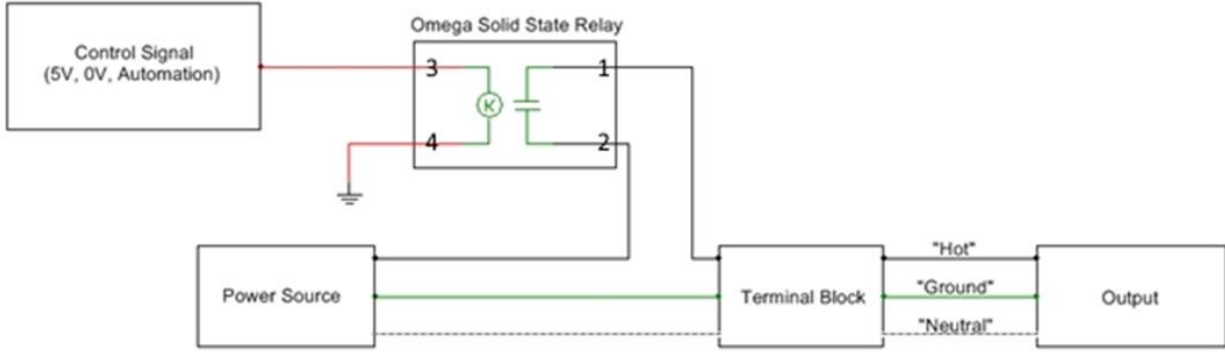 Omega Solid State Relay
Control Signal
(5V, 0V, Automation)
3
1
K
4
2
"Hot"
Power Source
Terminal Block
"Ground"
Output
"Neutral"